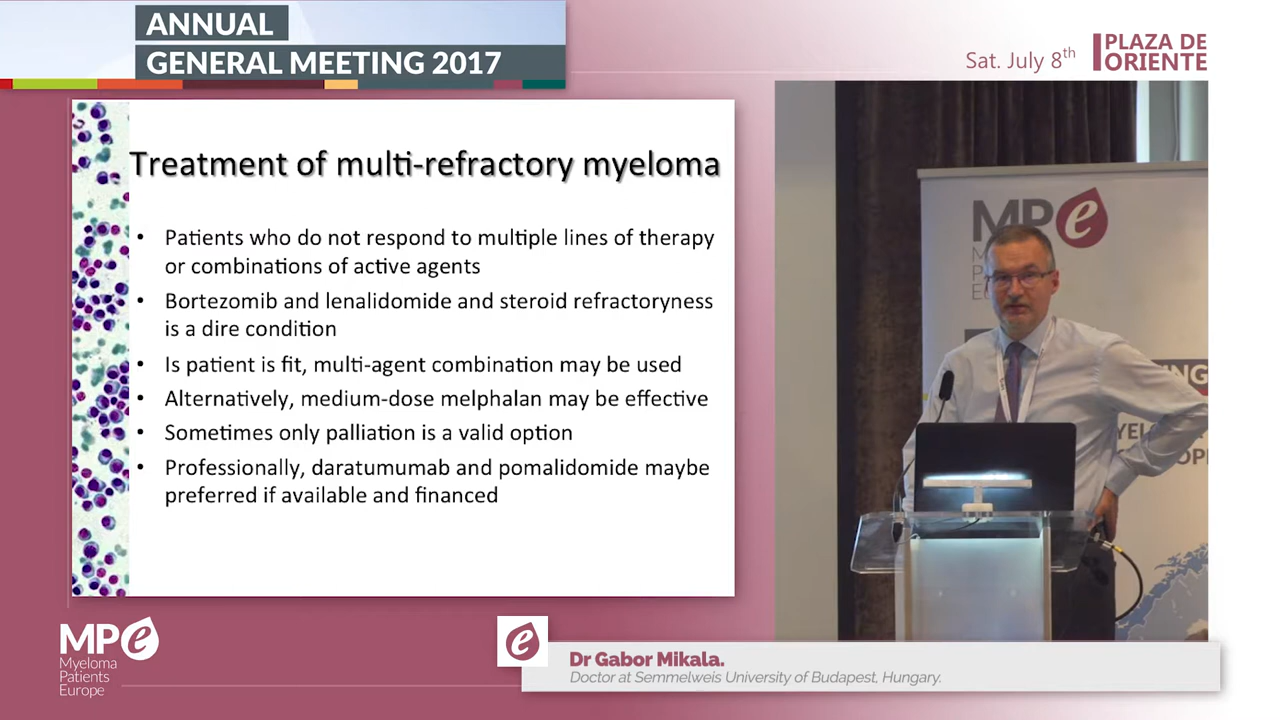 ANNUAL
GENERAL MEETING 2017
Sat. July 8th
PLAZA DE
ORIENTE
Treatment of multi-refractory myeloma
• Patients who do not respond to multiple lines of therapy
or combinations of active agents
• Bortezomib and lenalidomide and steroid refractoryness
is a dire condition
• Is patient is fit, multi-agent combination may be used
• Alternatively, medium-dose melphalan may be effective
• Sometimes only palliation is a valid option
• Professionally, daratumumab and pomalidomide maybe
preferred if available and financed
MPe
MPe
Myeloma
Patients
Europe
e
Dr Gabor Mikala.
Doctor at Semmelweis University of Budapest, Hungary.